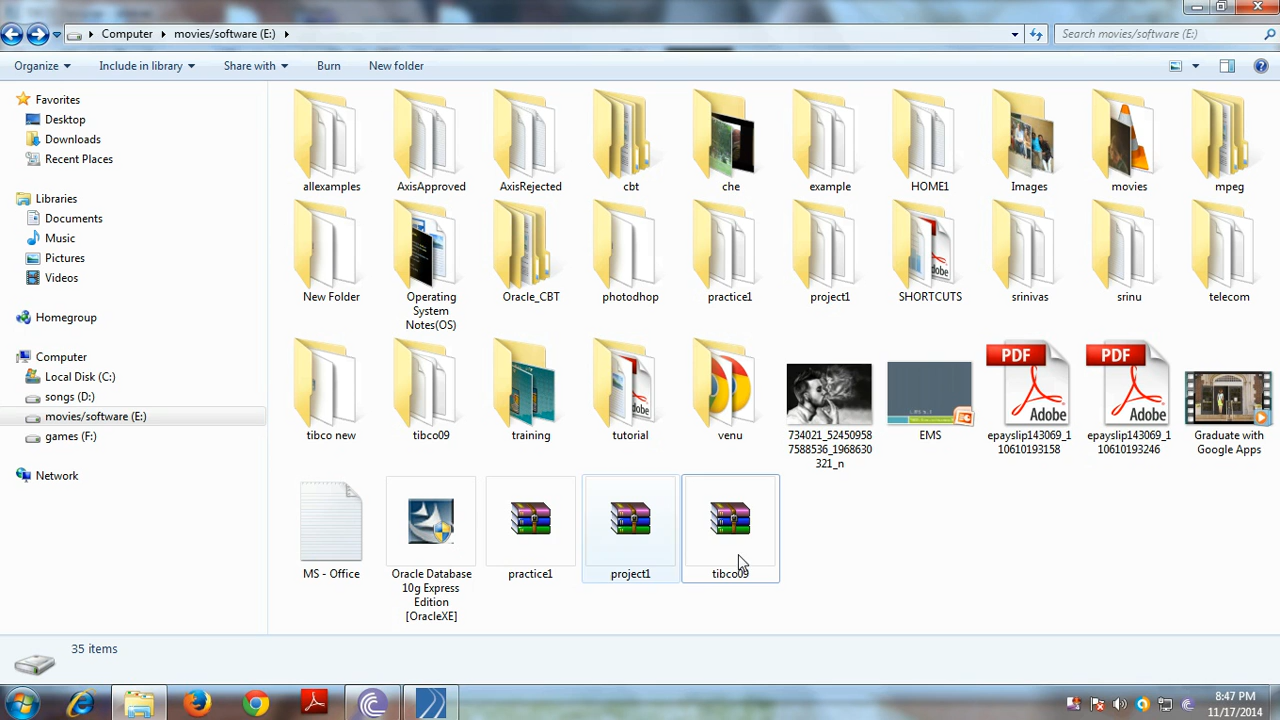 Computer
movies/software (E:)
Search movies/software (E:)
Organize
Include in library
Share with
Burn
New folder
Favorites
Desktop
Downloads
Recent Places
Libraries
Documents
Music
Pictures
Videos
Homegroup
Computer
Local Disk (C:)
songs (D:)
movies/software (E:)
games (F:)
Network
allexamples
AxisApproved
AxisRejected
cbt
che
example
HOME1
Images
movies
mpeg
New Folder
Operating
System
Notes(OS)
Oracle_CBT
photodhop
practice1
project1
SHORTCUTS
srinivas
srinu
telecom
tibco new
tibco09
training
tutorial
venu
734021_52450958
7588536_1968630
321_n
EMS
PDF
Adobe
epayslip143069_1
10610193158
PDF
Adobe
epayslip143069_1
10610193246
Graduate with
Google Apps
MS - Office
Oracle Database
10g Express
Edition
[OracleXE]
practice1
project1
tibco09
35 items
8:47 PM
11/17/2014